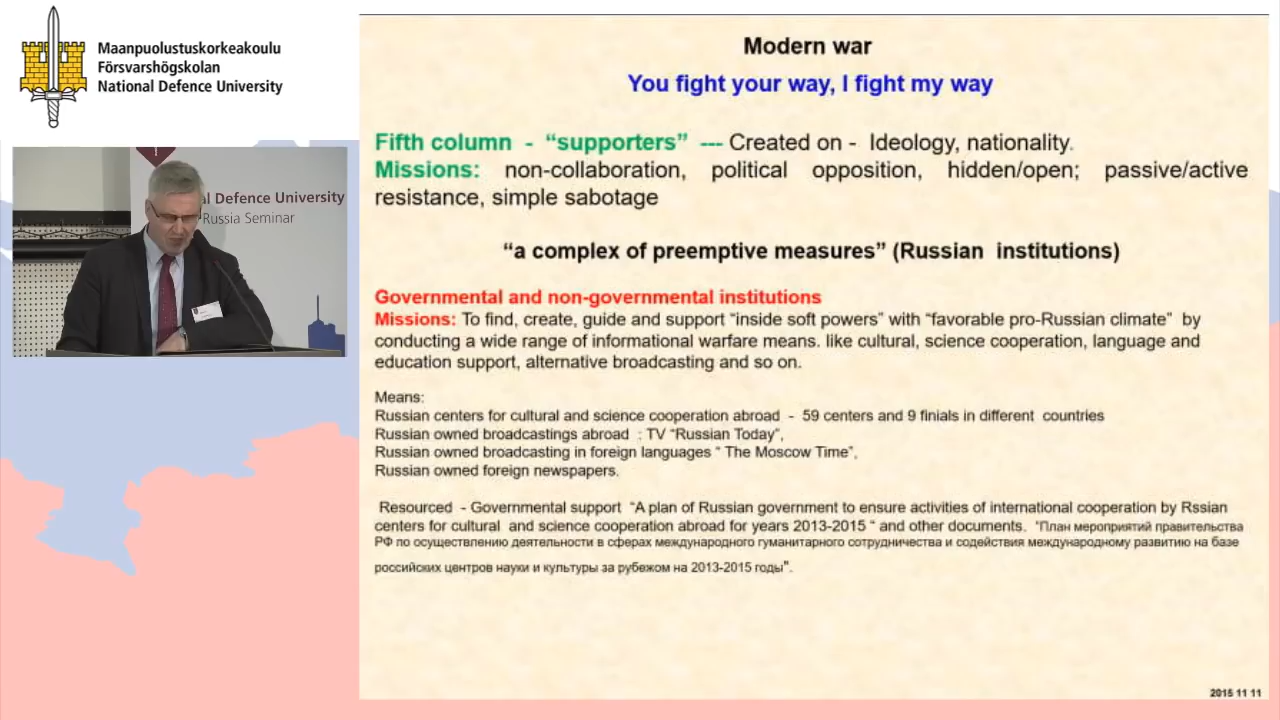 Maanpuolustuskorkeakoulu
Försvarshögskolan
National Defence University
l Defence University
Russia Seminar
Modern war
You fight your way, I fight my way
Fifth column - “supporters” --- Created on - Ideology, nationality.
Missions: non-collaboration, political opposition, hidden/open; passive/active
resistance, simple sabotage
“a complex of preemptive measures” (Russian institutions)
Governmental and non-governmental institutions
Missions: To find, create, guide and support “inside soft powers” with “favorable pro-Russian climate” by
conducting a wide range of informational warfare means. like cultural, science cooperation, language and
education support, alternative broadcasting and so on.
Means:
Russian centers for cultural and science cooperation abroad - 59 centers and 9 finials in different countries
Russian owned broadcastings abroad : TV “Russian Today”,
Russian owned broadcasting in foreign languages “ The Moscow Time”,
Russian owned foreign newspapers.
Resourced - Governmental support “A plan of Russian government to ensure activities of international cooperation by Rssian
centers for cultural and science cooperation abroad for years 2013-2015 “ and other documents. “План мероприятий правительства
РФ по осуществлению деятельности в сферах международного гуманитарного сотрудничества и содействия международному развитию на базе
российских центров науки и культуры за рубежом на 2013-2015 годы”.
2015 11 11